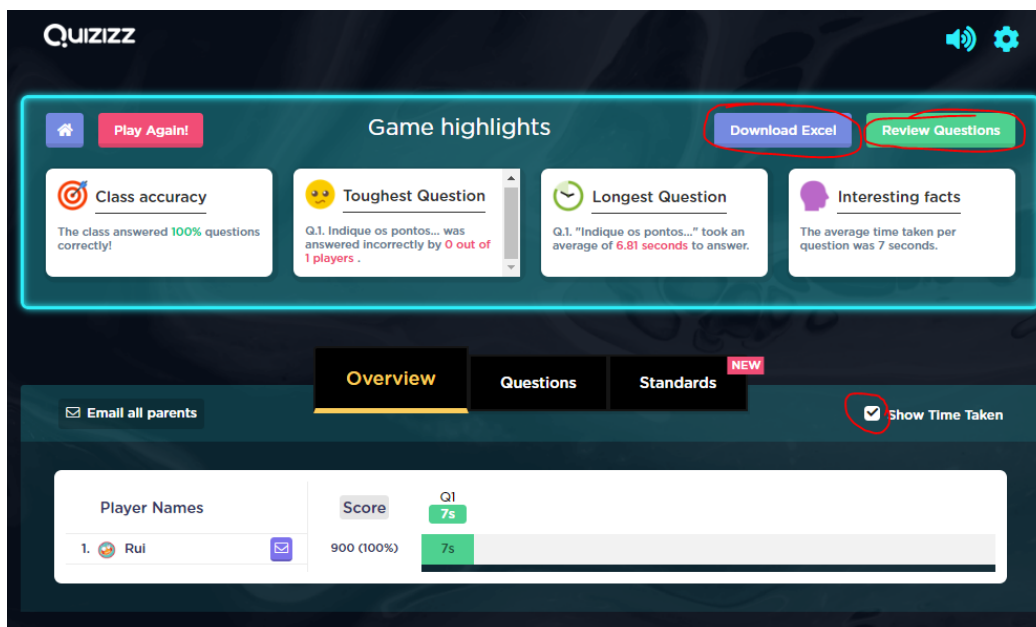 Quizizz
Play Again!
Game highlights
Download Excel
Review Questions
Class accuracy
The class answered 100% questions
correctly!
Toughest Question
Q.1. Indique os pontos... was
answered incorrectly by 0 out of
1 players .
Longest Question
Q.1. "Indique os pontos..." took an
average of 6.81 seconds to answer.
Interesting facts
The average time taken per
question was 7 seconds.
Overview
Questions
Standards
NEW
Email all parents
Show Time Taken
Player Names
Score
Q1
7s
1. Rui
900 (100%)
7s